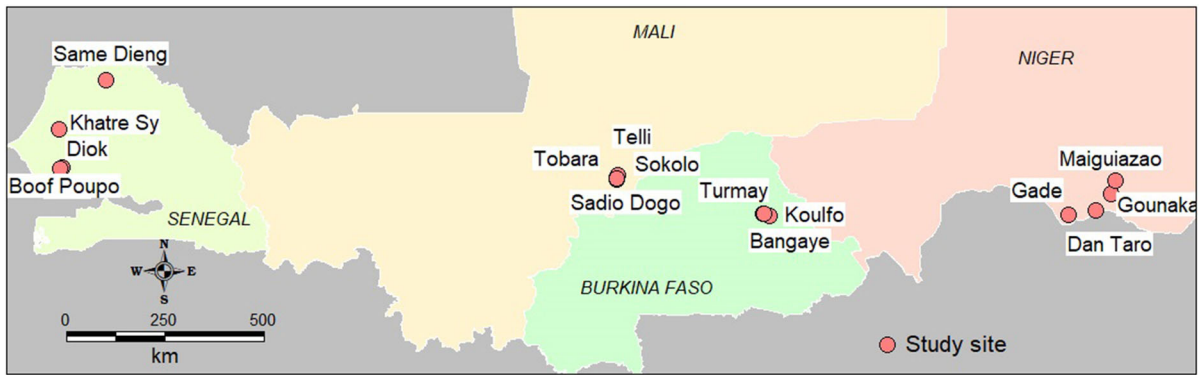 MALI
Same Dieng
NIGER
Khatre Sy
Telli
Diok
Tobara
Sokolo
Maiguiazao
Boof Poupo
Sadio Dogo
Turmay
Gade
Gounaka
SENEGAL
Koulfo
Bangaye
Dan Taro
N
W E
S
BURKINA FASO
0 250 500
km
Study site